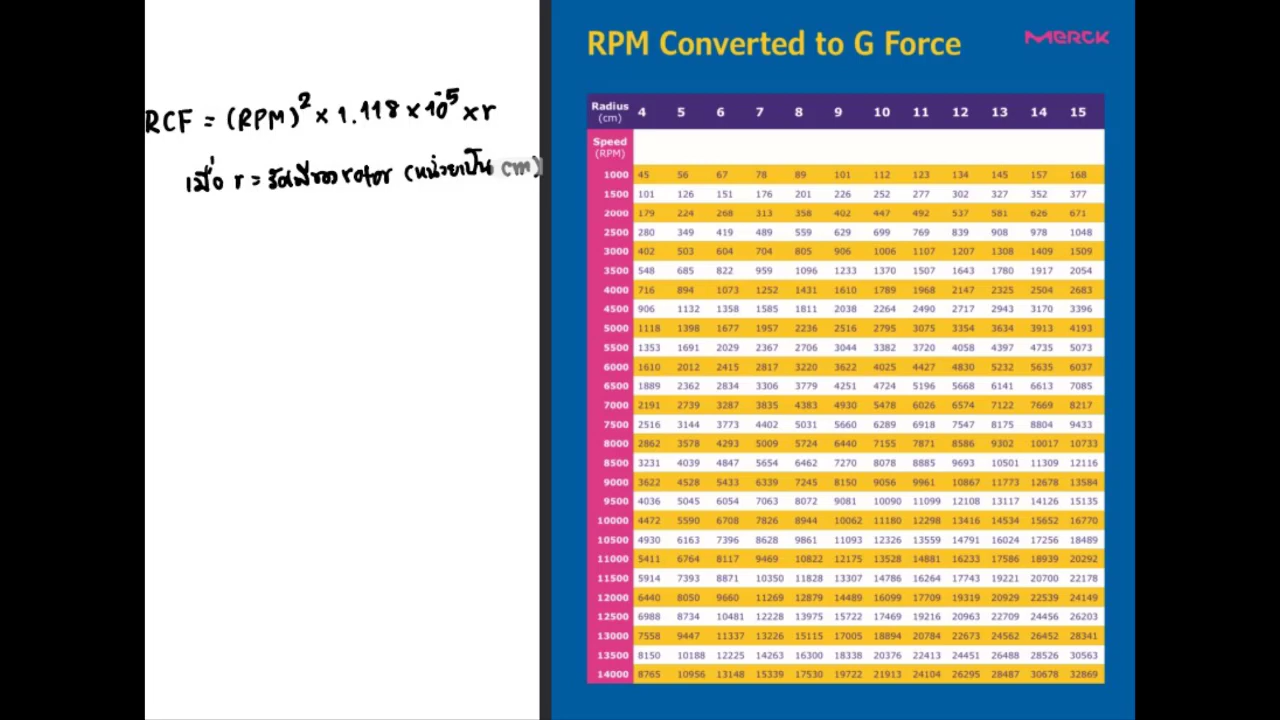 RCF = (RPM)² × 1.118 × 10⁻⁵ × r
เมื่อ r = รัศมีของ rotor (หน่วยเป็น cm)
RPM Converted to G Force
MERCK
Radius (cm) 4 5 6 7 8 9 10 11 12 13 14 15
Speed (RPM)
1000 45 56 67 78 89 101 112 123 134 145 157 168
1500 101 126 151 176 201 226 252 277 302 327 352 377
2000 179 224 268 313 358 402 447 492 537 581 626 671
2500 280 349 419 489 559 629 699 769 839 908 978 1048
3000 402 503 604 704 805 906 1006 1107 1207 1308 1409 1509
3500 548 685 822 959 1096 1233 1370 1507 1643 1780 1917 2054
4000 716 894 1073 1252 1431 1610 1789 1968 2147 2325 2504 2683
4500 906 1132 1358 1585 1811 2038 2264 2490 2717 2943 3170 3396
5000 1118 1398 1677 1957 2236 2516 2795 3075 3354 3634 3913 4193
5500 1353 1691 2029 2367 2706 3044 3382 3720 4058 4397 4735 5073
6000 1610 2012 2415 2817 3220 3622 4025 4427 4830 5232 5635 6037
6500 1889 2362 2834 3306 3779 4251 4724 5196 5668 6141 6613 7085
7000 2191 2739 3287 3835 4383 4930 5478 6026 6574 7122 7669 8217
7500 2516 3144 3773 4402 5031 5660 6289 6918 7547 8175 8804 9433
8000 2862 3578 4293 5009 5724 6440 7155 7871 8586 9302 10017 10733
8500 3231 4039 4847 5654 6462 7270 8078 8885 9693 10501 11309 12116
9000 3622 4528 5433 6339 7245 8150 9056 9961 10867 11773 12678 13584
9500 4036 5045 6054 7063 8072 9081 10090 11099 12108 13117 14126 15135
10000 4472 5590 6708 7826 8944 10062 11180 12298 13416 14534 15652 16770
10500 4930 6163 7396 8628 9861 11093 12326 13559 14791 16024 17256 18489
11000 5411 6764 8117 9469 10822 12175 13528 14881 16233 17586 18939 20292
11500 5914 7393 8871 10350 11828 13307 14786 16264 17743 19221 20700 22178
12000 6440 8050 9660 11269 12879 14489 16099 17709 19319 20929 22539 24149
12500 6988 8734 10481 12228 13975 15722 17469 19216 20963 22709 24456 26203
13000 7558 9447 11337 13226 15115 17005 18894 20784 22673 24562 26452 28341
13500 8150 10188 12225 14263 16300 18338 20376 22413 24451 26488 28526 30563
14000 8765 10956 13148 15339 17530 19722 21913 24104 26295 28487 30678 32869